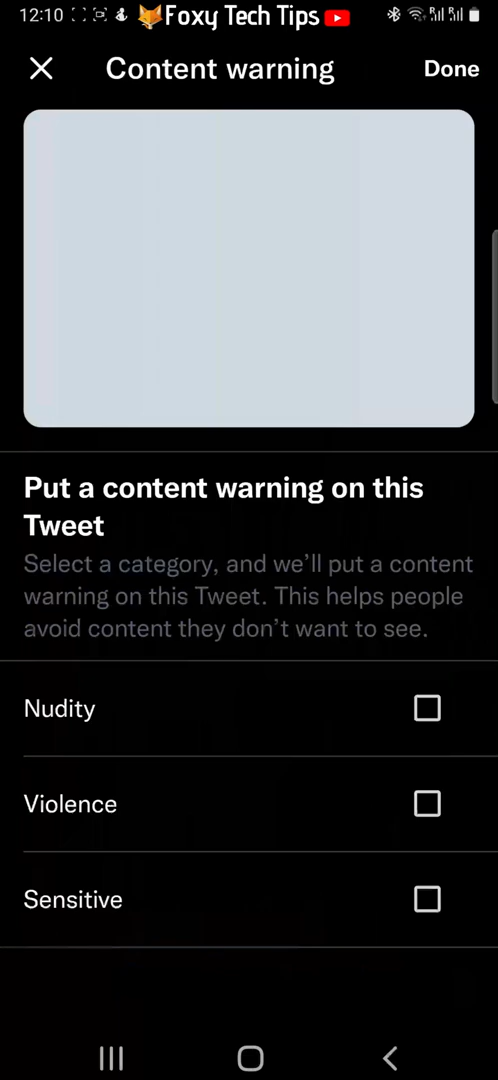 12:10 Foxy Tech Tips
Content warning Done
Put a content warning on this
Tweet
Select a category, and we'll put a content
warning on this Tweet. This helps people
avoid content they don't want to see.
Nudity
Violence
Sensitive